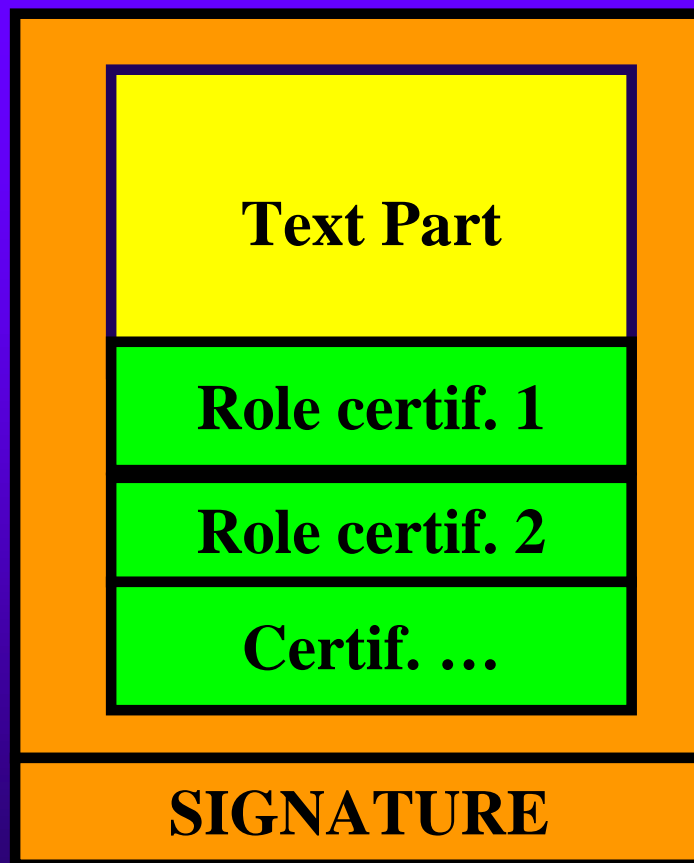 Text Part
Role certif. 1
Role certif. 2
Certif. …
SIGNATURE